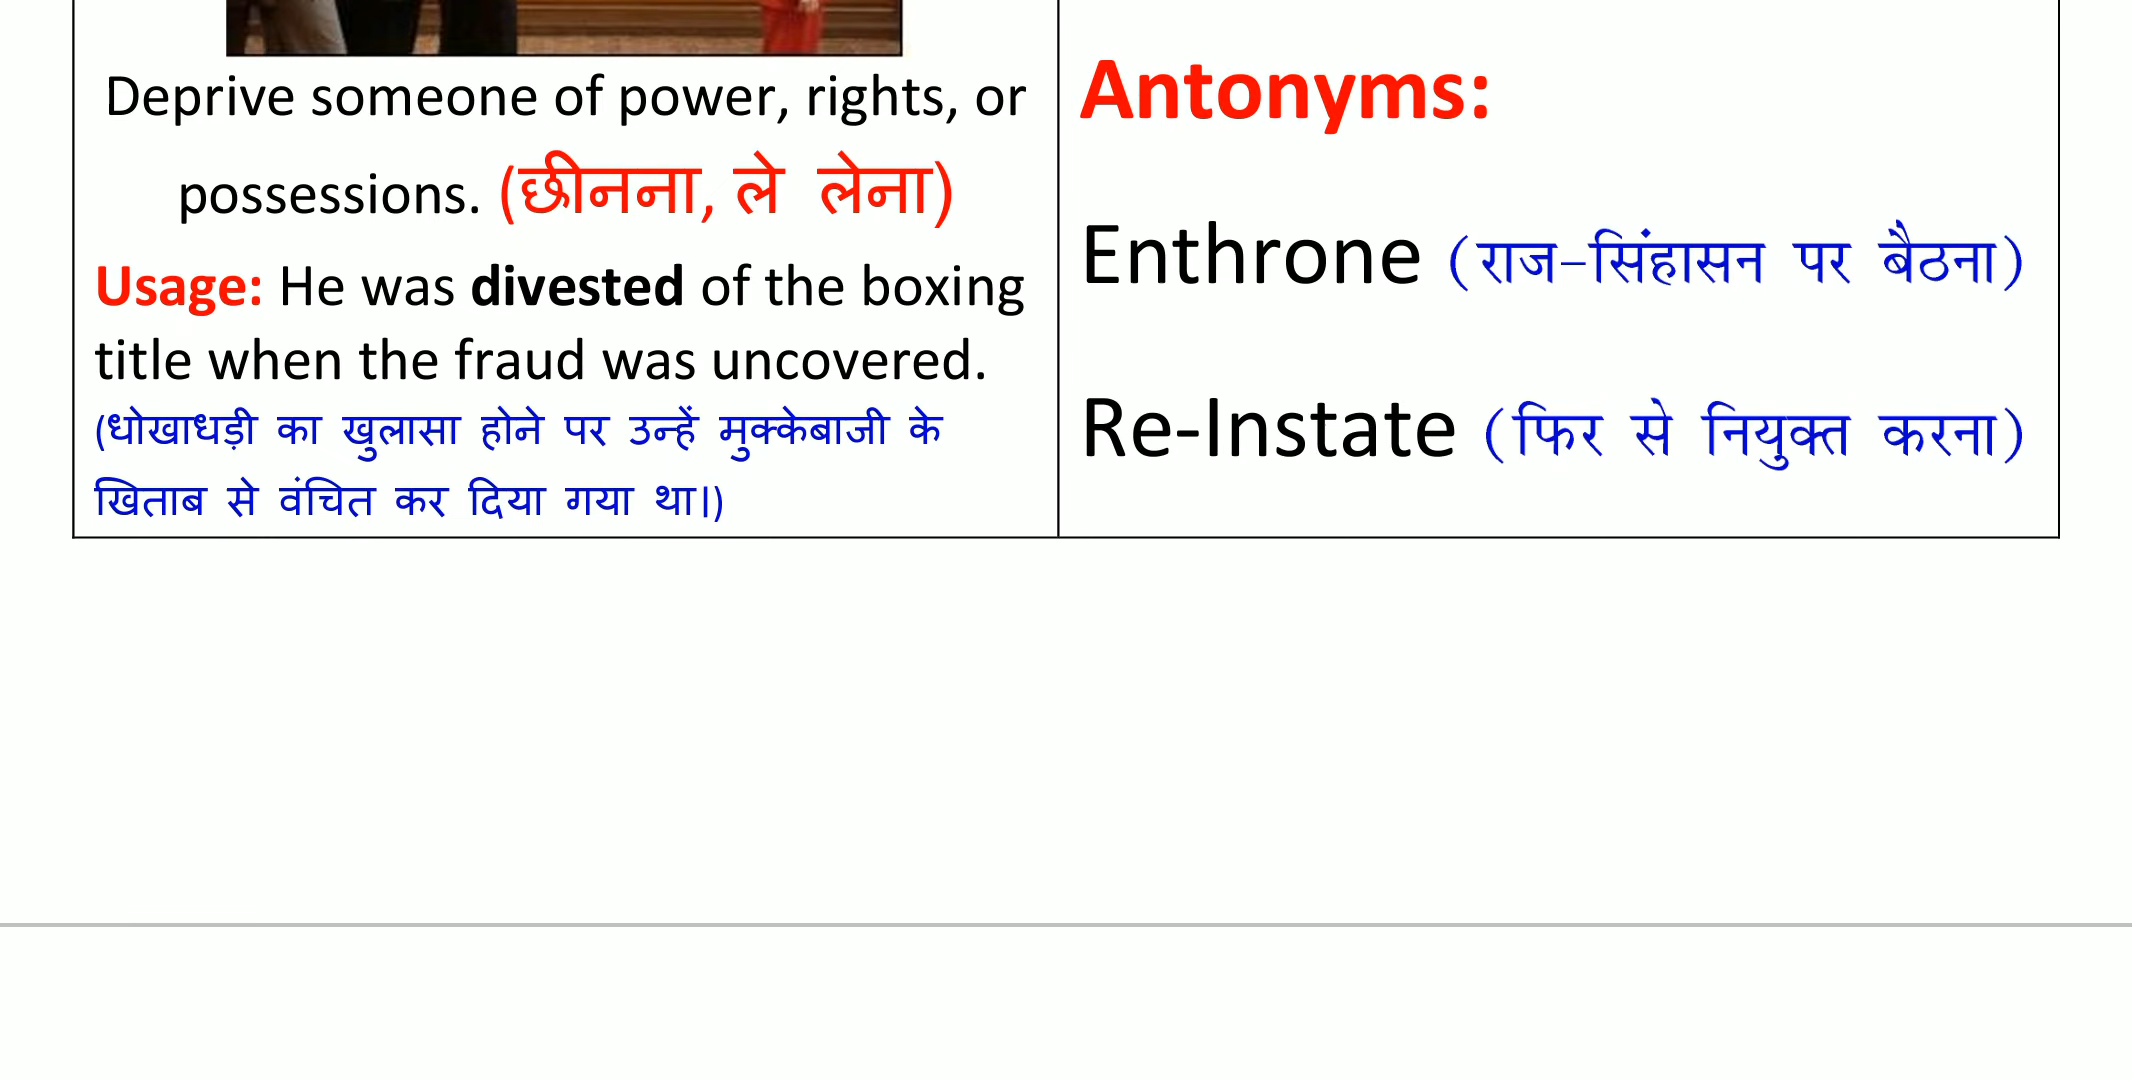 Deprive someone of power, rights, or
possessions. (छीनना, ले लेना)
Usage: He was divested of the boxing
title when the fraud was uncovered.
(धोखाधड़ी का खुलासा होने पर उन्हें मुक्केबाजी के
खिताब से वंचित कर दिया गया था।)
Antonyms:
Enthrone (राज-सिंहासन पर बैठना)
Re-Instate (फिर से नियुक्त करना)